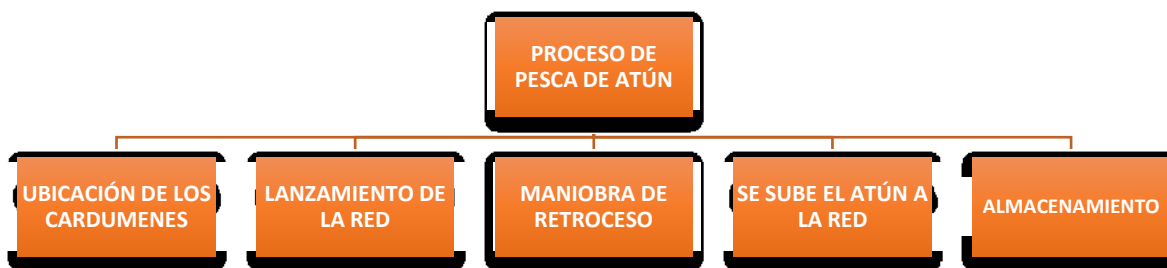 PROCESO DE
PESCA DE ATÚN
UBICACIÓN DE LOS
CARDUMENES
LANZAMIENTO DE
LA RED
MANIOBRA DE
RETROCESO
SE SUBE EL ATÚN A
LA RED
ALMACENAMIENTO